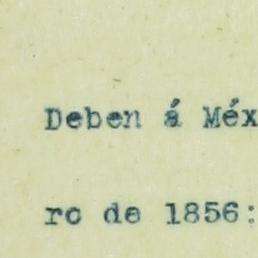 Deben á Méx
ro de 1856: